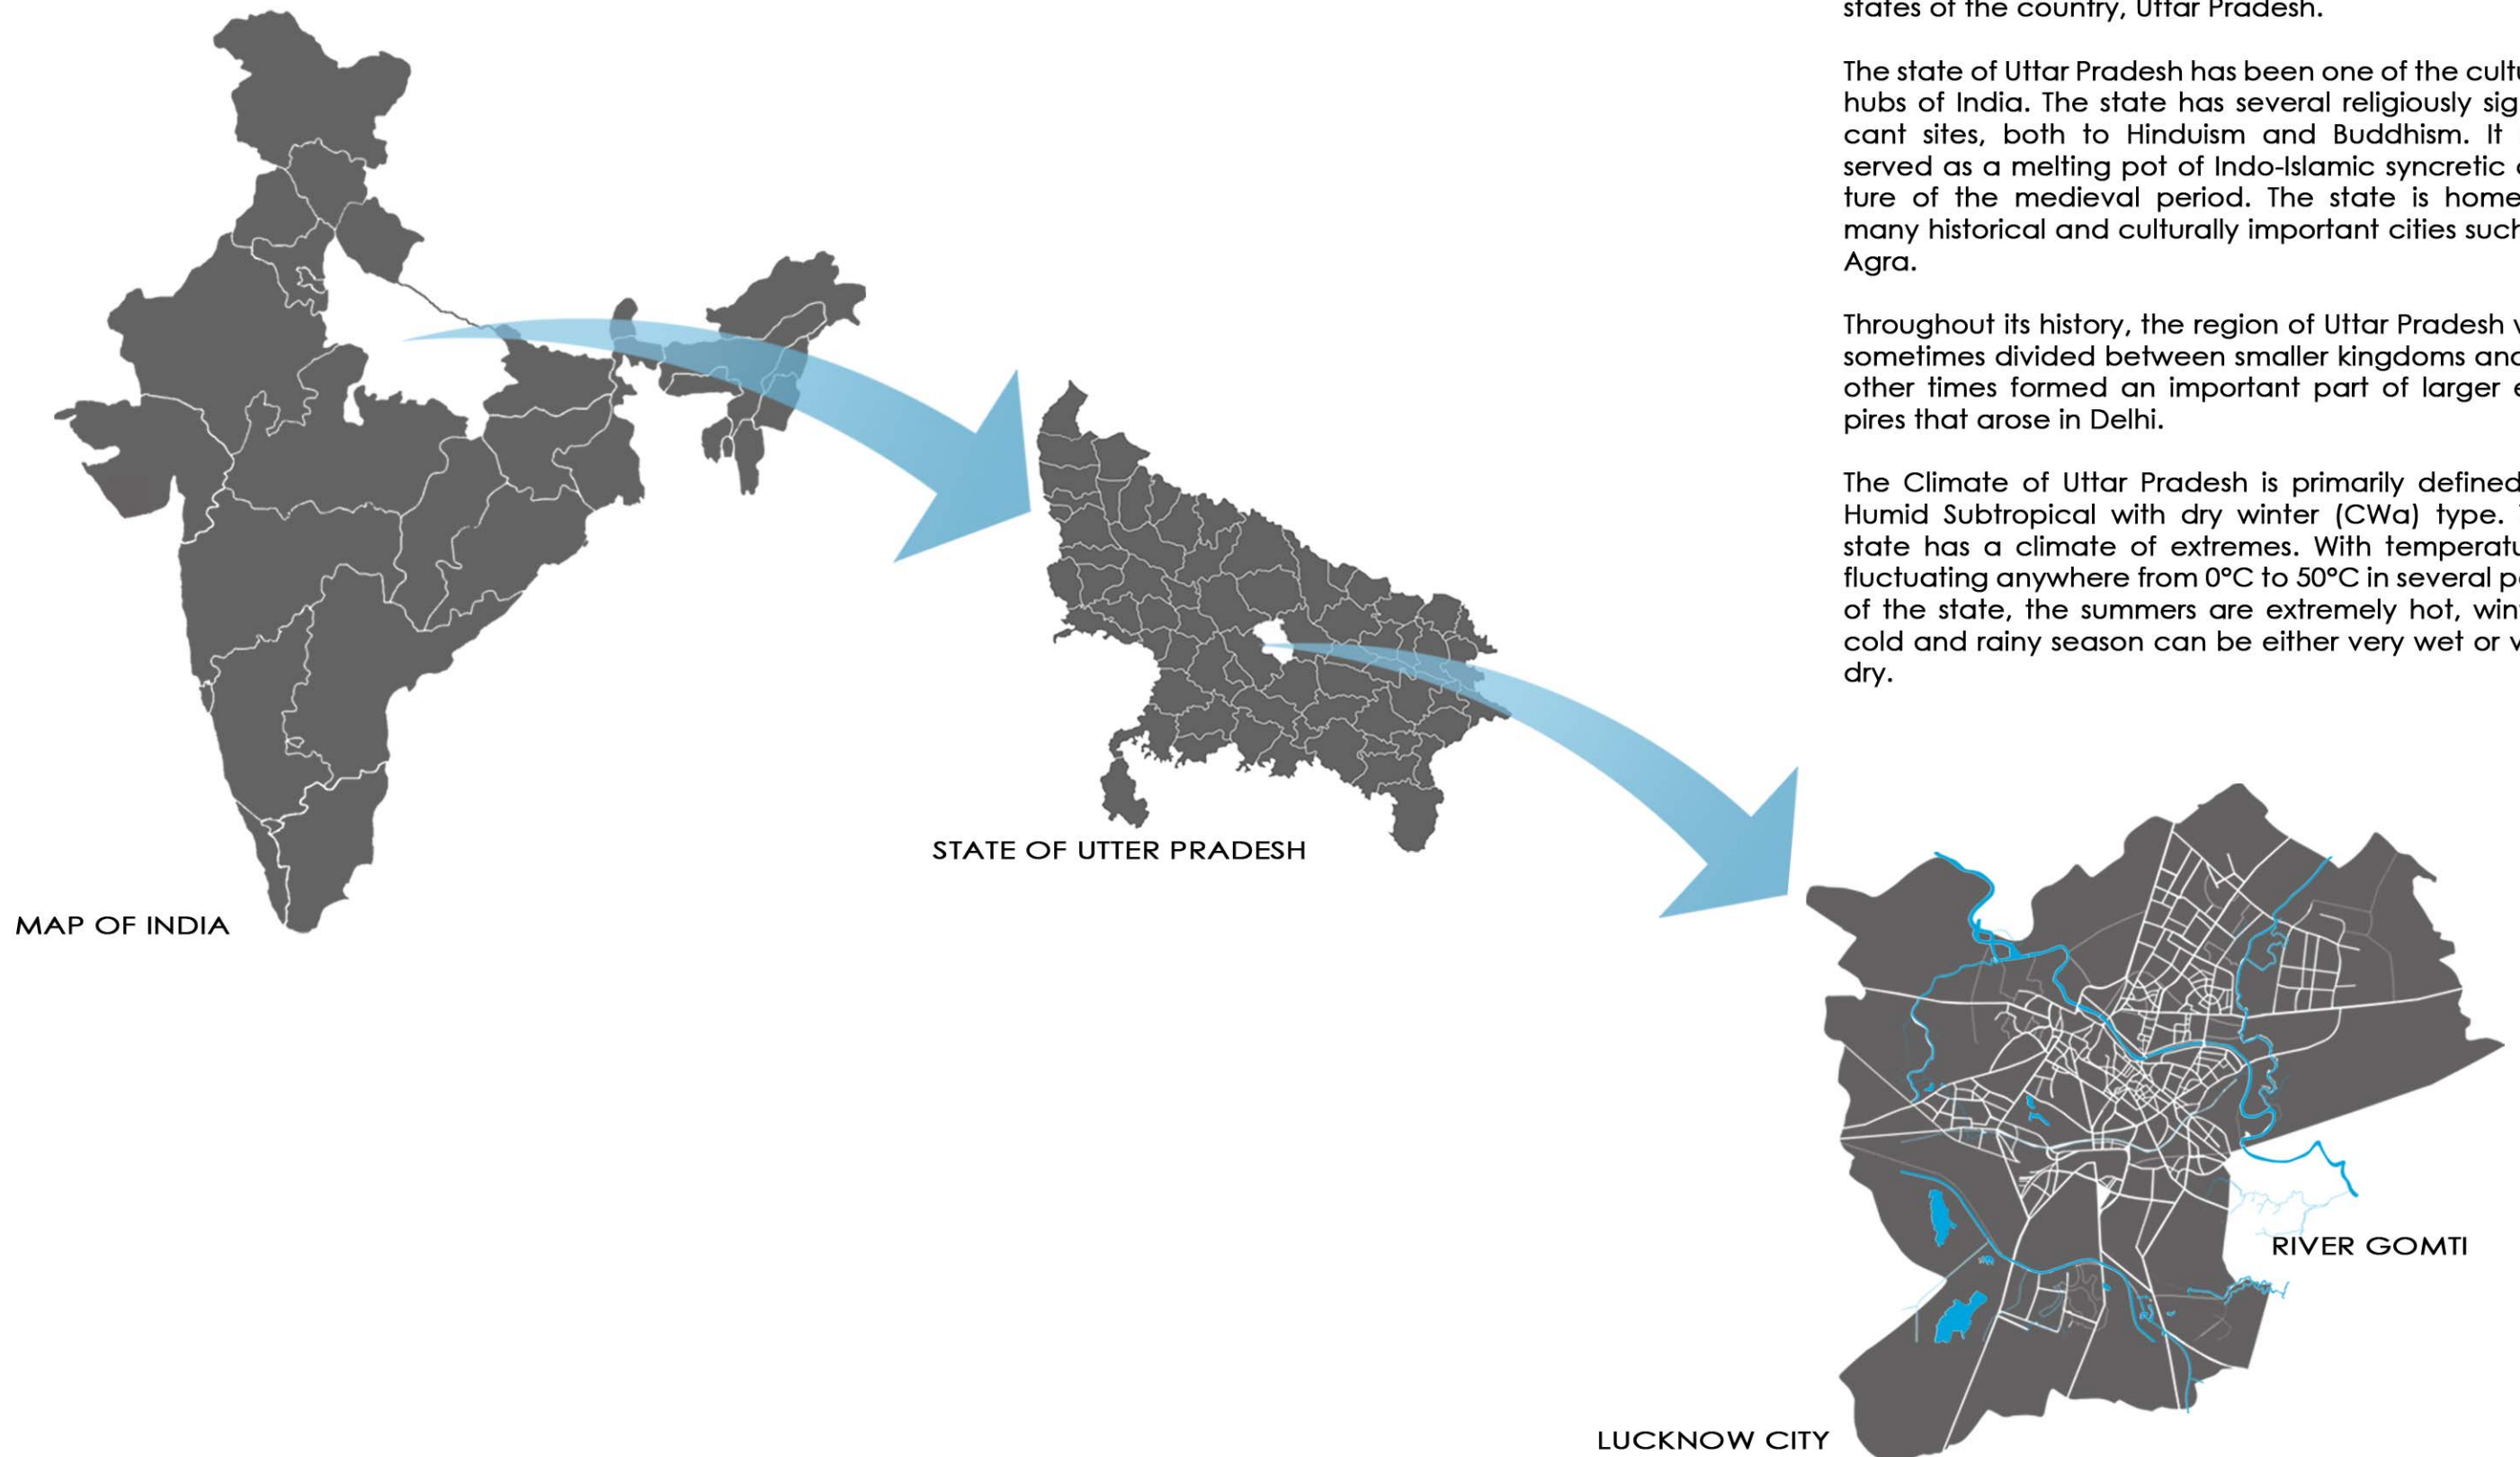 states of the country, Uttar Pradesh.
The state of Uttar Pradesh has been one of the cultu
hubs of India. The state has several religiously sig
cant sites, both to Hinduism and Buddhism. It
served as a melting pot of Indo-Islamic syncretic
ture of the medieval period. The state is home
many historical and culturally important cities such
Agra.
Throughout its history, the region of Uttar Pradesh
sometimes divided between smaller kingdoms and
other times formed an important part of larger e
pires that arose in Delhi.
The Climate of Uttar Pradesh is primarily defined
Humid Subtropical with dry winter (CWa) type.
state has a climate of extremes. With temperatu
fluctuating anywhere from 0°C to 50°C in several p
of the state, the summers are extremely hot, win
cold and rainy season can be either very wet or v
dry.
STATE OF UTTER PRADESH
MAP OF INDIA
RIVER GOMTI
LUCKNOW CITY